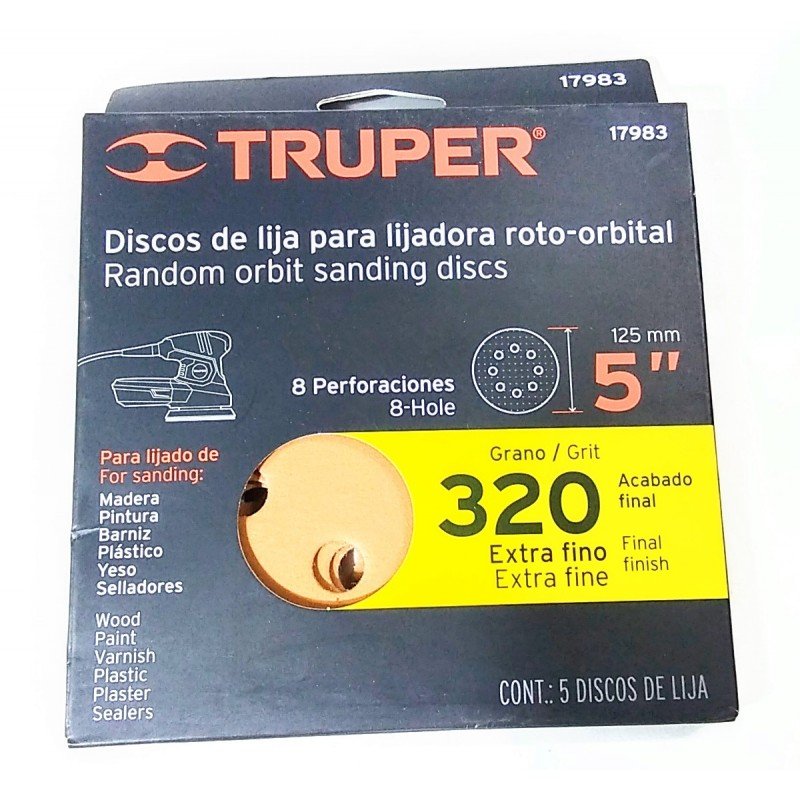 17983
TRUPER®
17983
Discos de lija para lijadora roto-orbital
Random orbit sanding discs
125 mm
5"
8 Perforaciones
8-Hole
Para lijado de
For sanding:
Madera
Pintura
Barniz
Plástico
Yeso
Selladores
Wood
Paint
Varnish
Plastic
Plaster
Sealers
Grano / Grit
320
Acabado
final
Extra fino
Extra fine
Final
finish
CONT.: 5 DISCOS DE LIJA